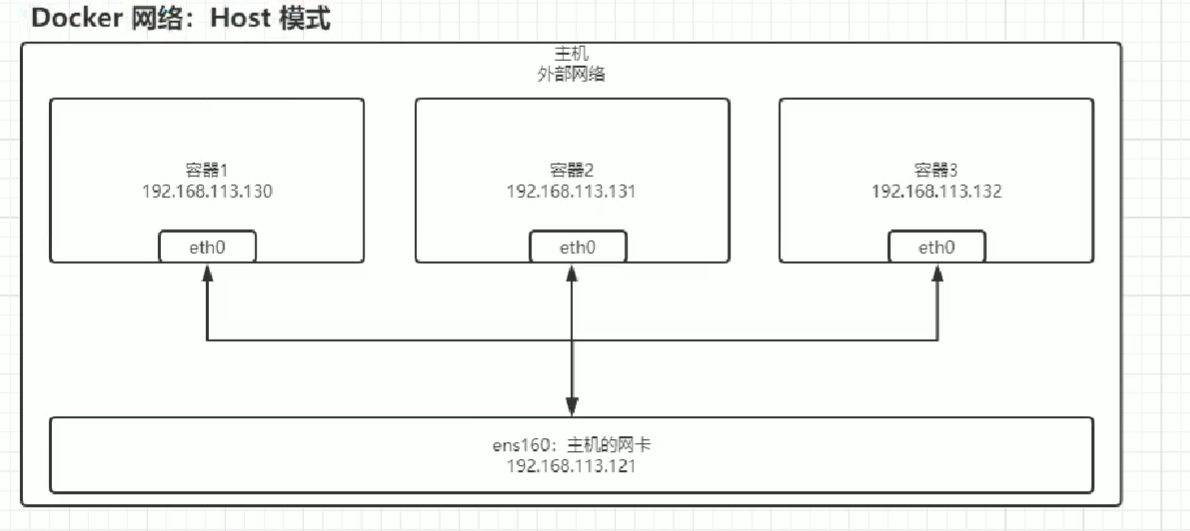 Docker 网络：Host 模式
主机
外部网络
容器1
192.168.113.130
eth0
容器2
192.168.113.131
eth0
容器3
192.168.113.132
eth0
ens160：主机的网卡
192.168.113.121